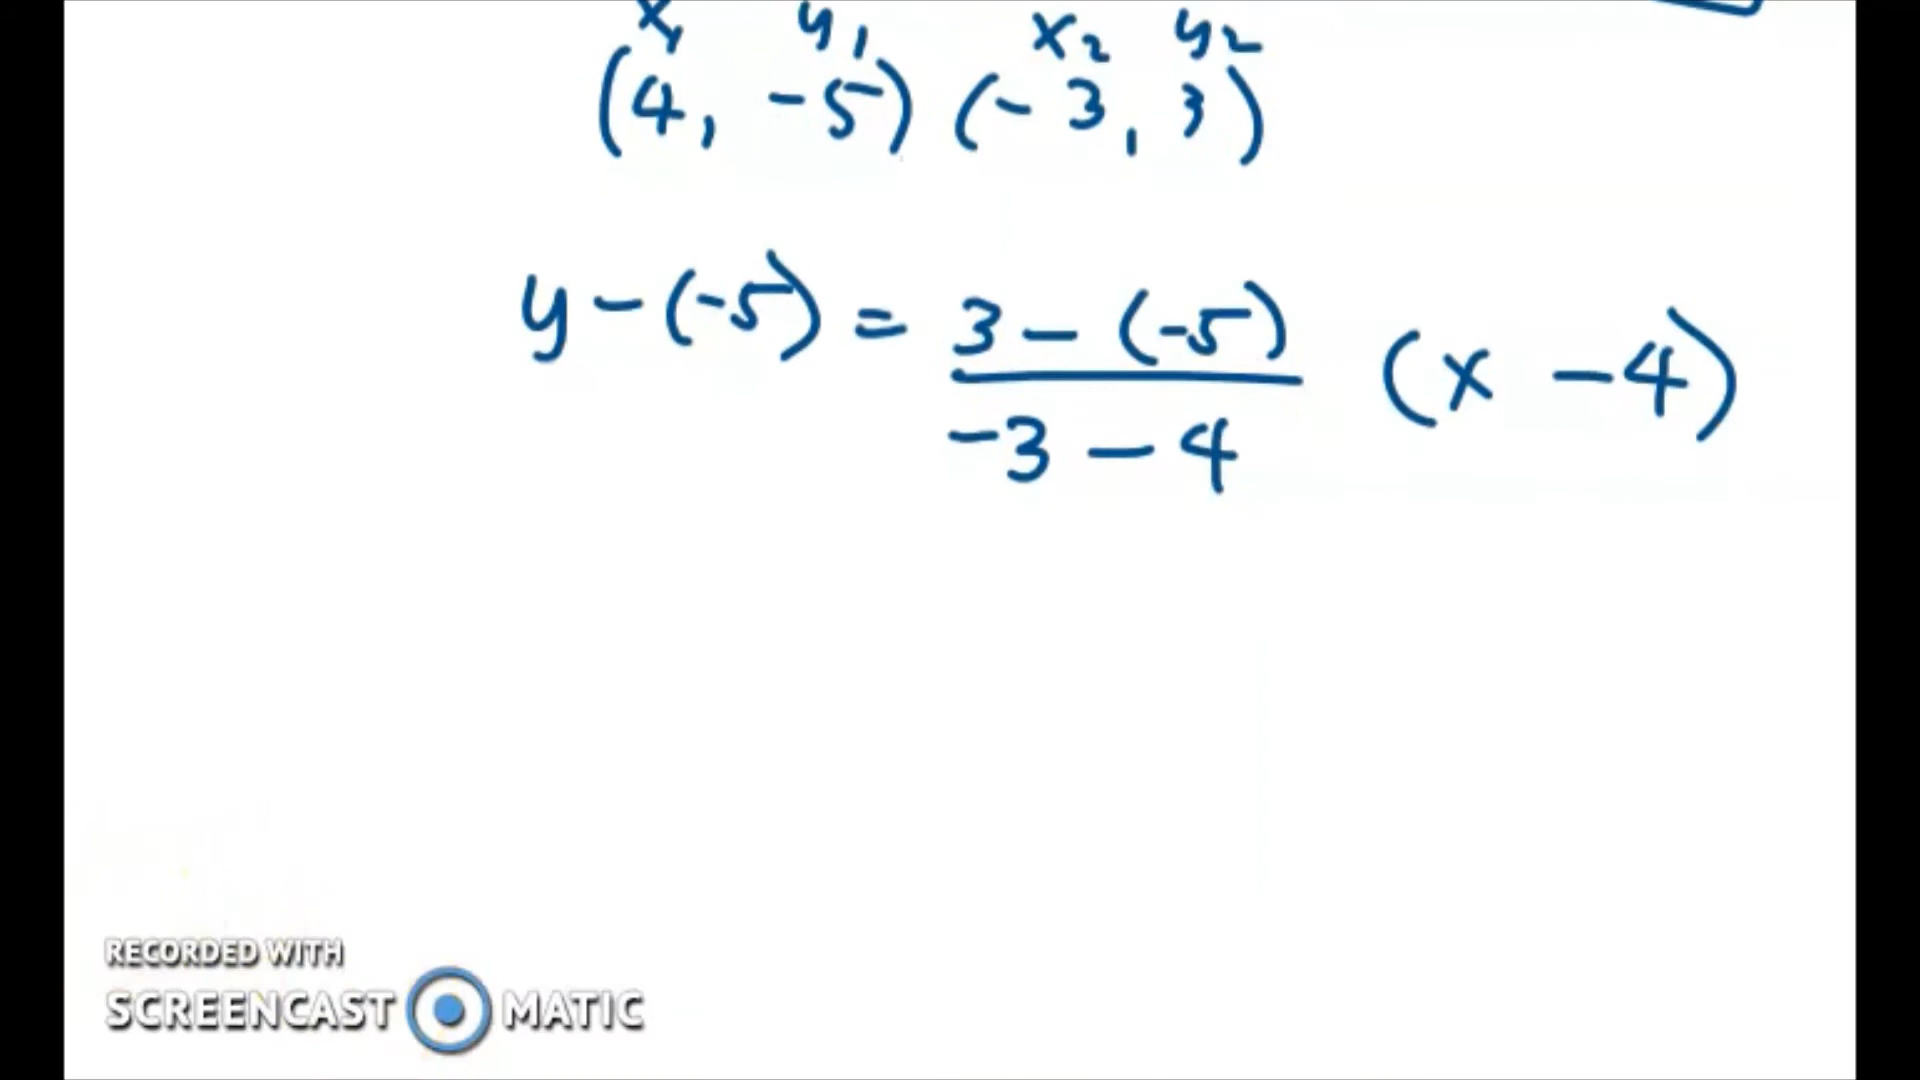 x₁ y₁ x₂ y₂
(4, -5) (-3, 3)
y - (-5) = 3 - (-5) (x - 4)
-3 - 4
RECORDED WITH
SCREENCAST MATIC